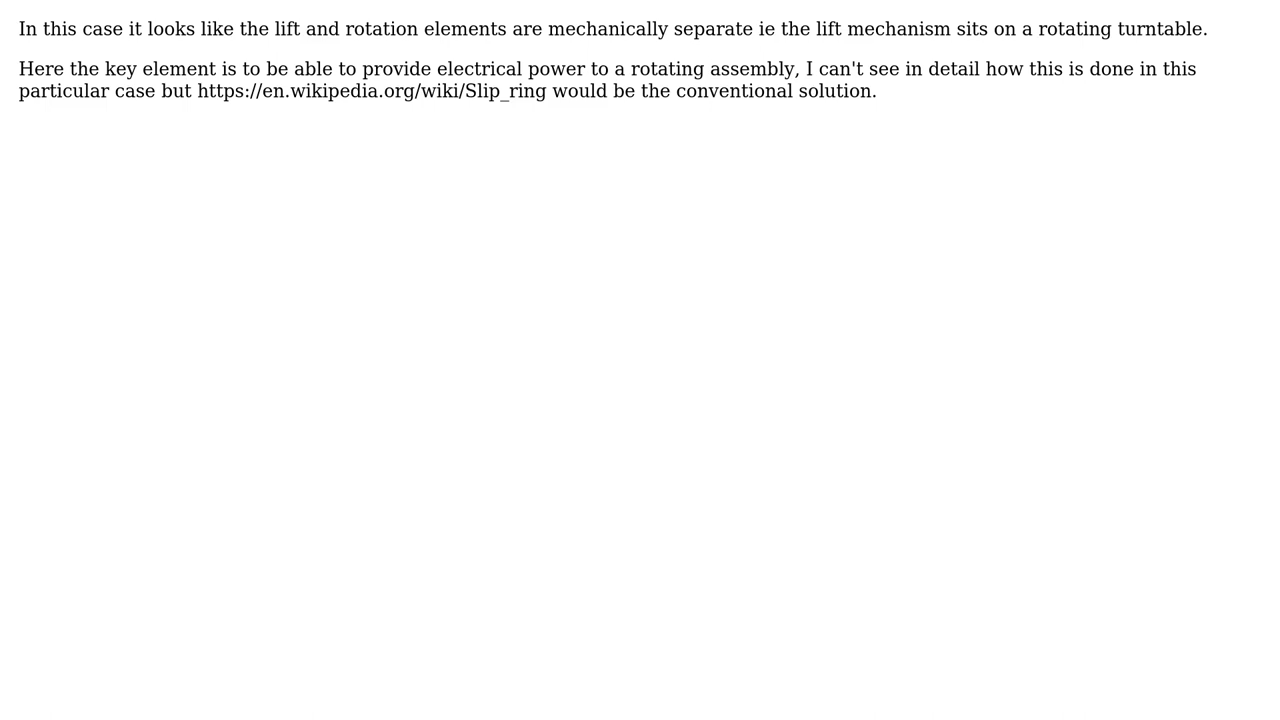 In this case it looks like the lift and rotation elements are mechanically separate ie the lift mechanism sits on a rotating turntable.
Here the key element is to be able to provide electrical power to a rotating assembly, I can't see in detail how this is done in this
particular case but https://en.wikipedia.org/wiki/Slip_ring would be the conventional solution.